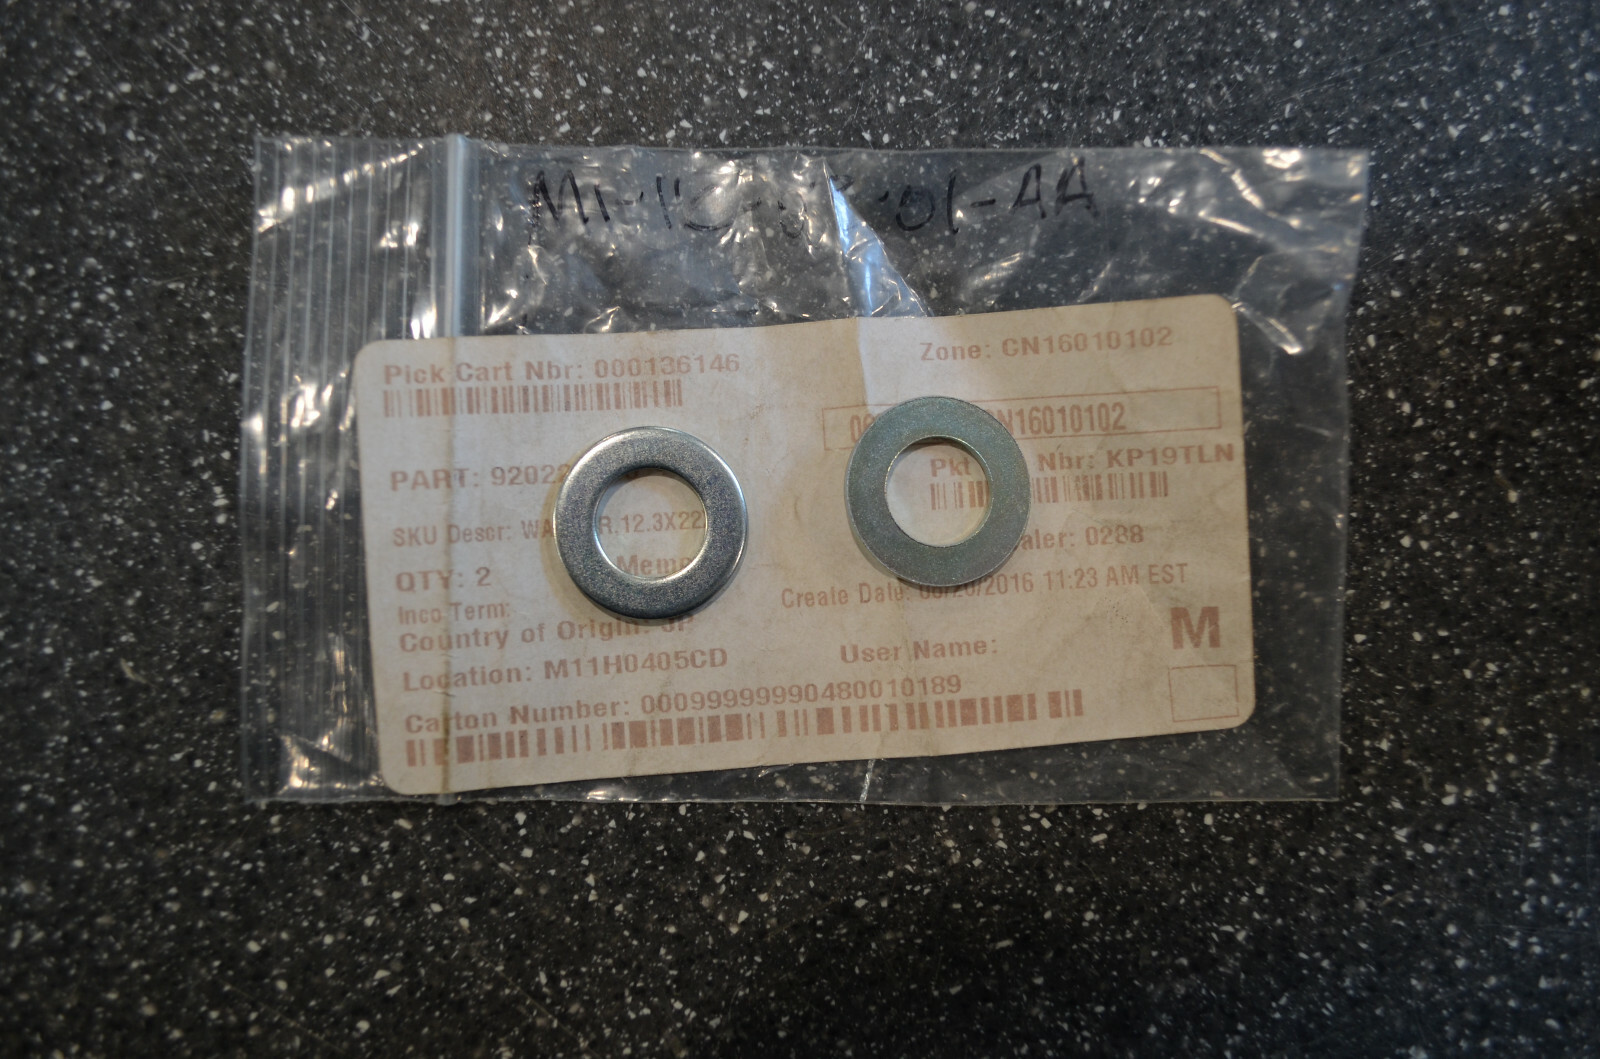 -AA
Pick Cart Nbr: 000136146
Zone: CN16010102
N16010102
PART: 92022
Pkt Nbr: KP19TLN
SKU Descr: WA R,12.3X22
aler: 0288
QTY: 2 Memo
Create Date: 2016 11:23 AM EST
Inco Term:
Country of Origin:
M
Location: M11H0405CD
User Name:
Carton Number: 00099999990480010189